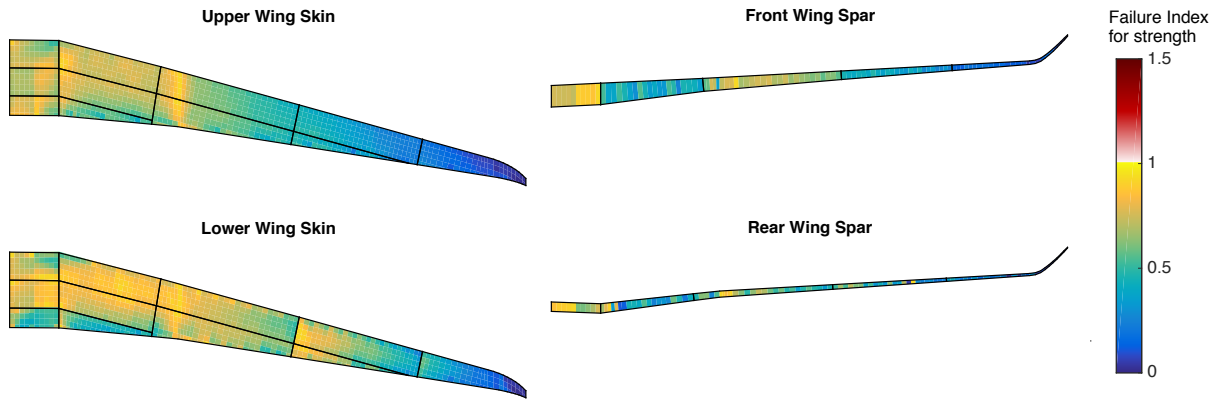 Upper Wing Skin
Front Wing Spar
Failure Index
for strength
1.5
1
0.5
0
Lower Wing Skin
Rear Wing Spar